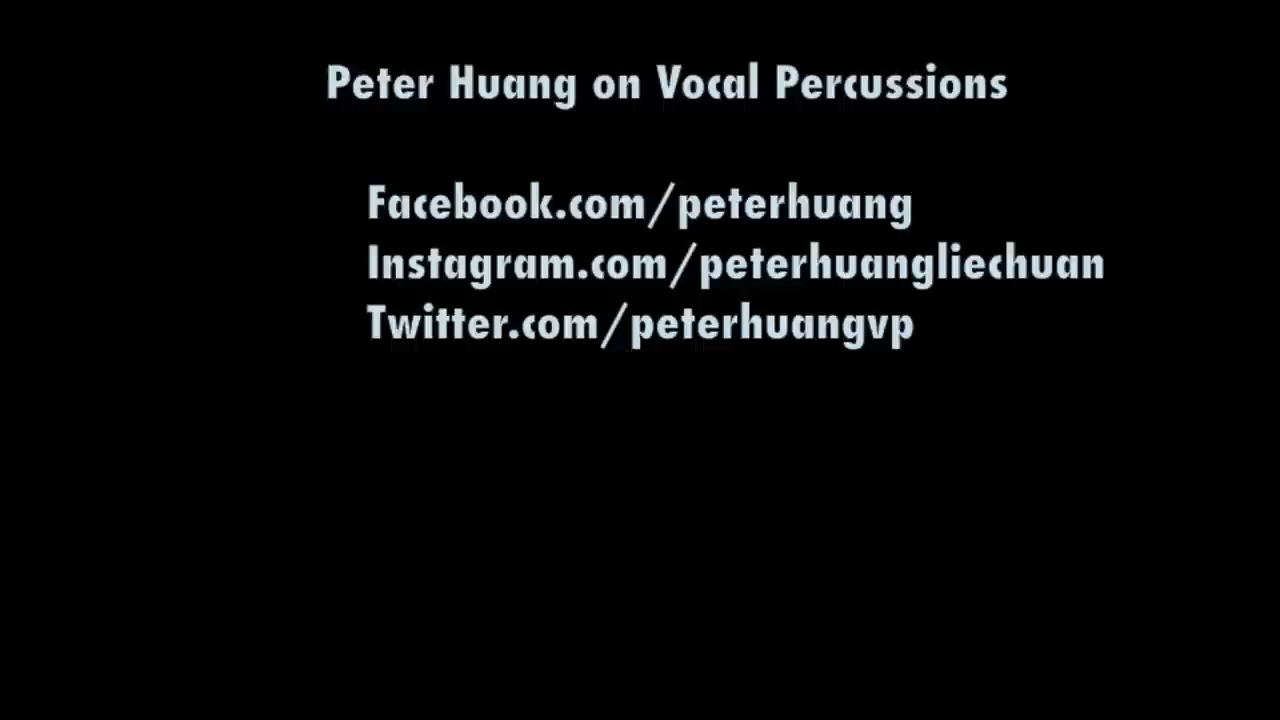 Peter Huang on Vocal Percussions
Facebook.com/peterhuang
Instagram.com/peterhuangliechuan
Twitter.com/peterhuangvp